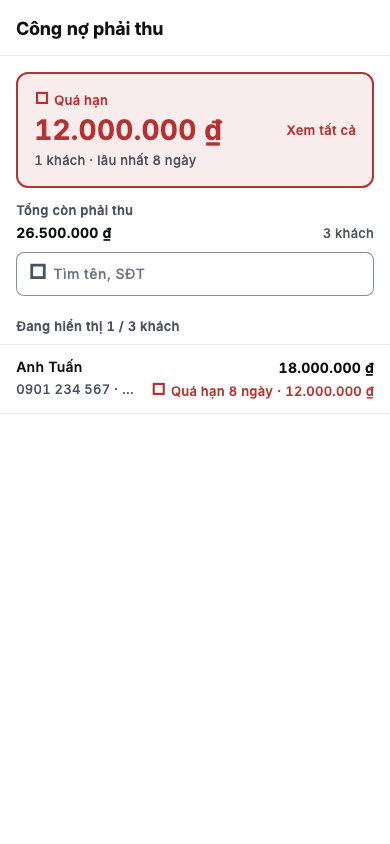 Công nợ phải thu
Quá hạn
12.000.000 ₫
Xem tất cả
1 khách · lâu nhất 8 ngày
Tổng còn phải thu
26.500.000 ₫
3 khách
Tìm tên, SĐT
Đang hiển thị 1 / 3 khách
Anh Tuấn
18.000.000 ₫
0901 234 567 · ...
Quá hạn 8 ngày · 12.000.000 ₫